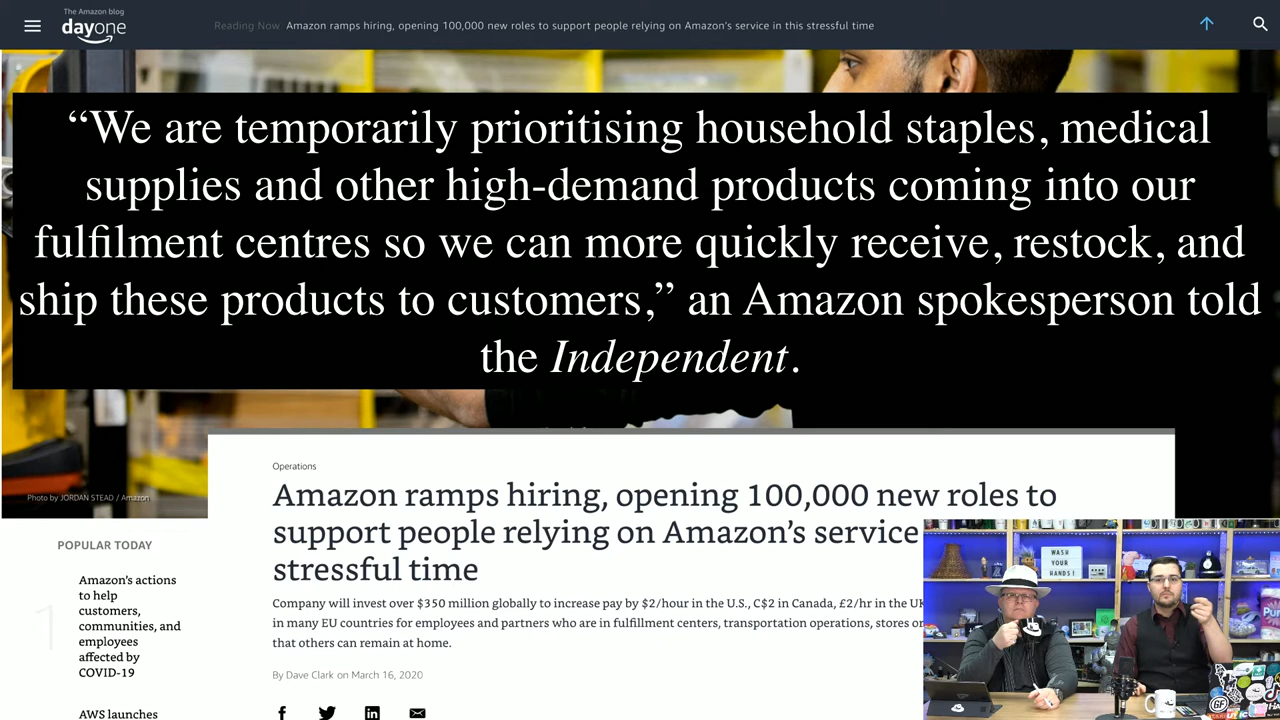 The Amazon blog
dayone
Reading Now Amazon ramps hiring, opening 100,000 new roles to support people relying on Amazon's service in this stressful time
“We are temporarily prioritising household staples, medical
supplies and other high-demand products coming into our
fulfilment centres so we can more quickly receive, restock, and
ship these products to customers,” an Amazon spokesperson told
the Independent.
Photo by JORDAN STEAD / Amazon
Operations
Amazon ramps hiring, opening 100,000 new roles to
support people relying on Amazon’s service
stressful time
Company will invest over $350 million globally to increase pay by $2/hour in the U.S., C$2 in Canada, £2/hr in the UK
in many EU countries for employees and partners who are in fulfillment centers, transportation operations, stores or
that others can remain at home.
By Dave Clark on March 16, 2020
POPULAR TODAY
1
Amazon’s actions
to help
customers,
communities, and
employees
affected by
COVID-19
AWS launches
WASH
YOUR
HANDS!
GF